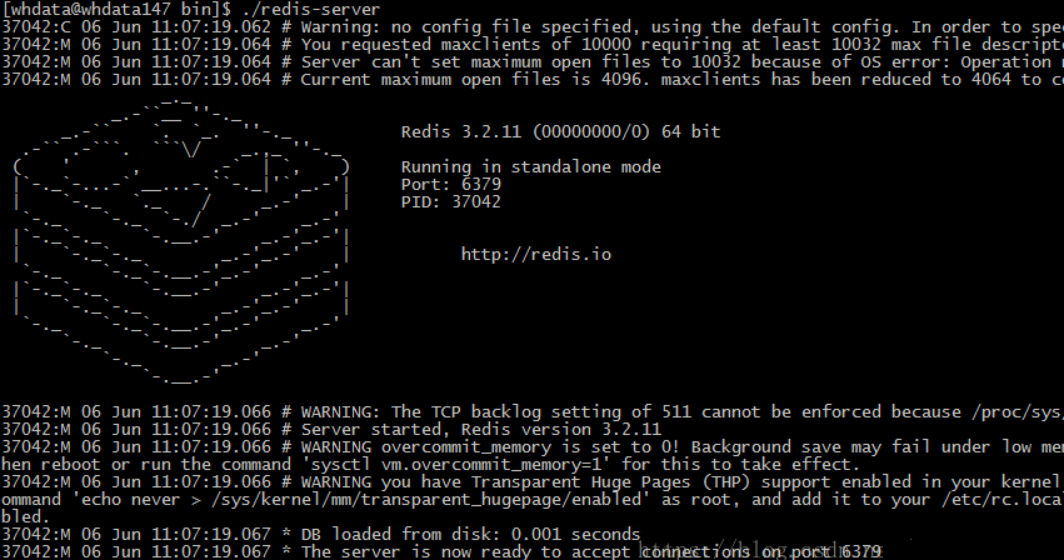 [whdata@whdata147 bin]$ ./redis-server
37042:C 06 Jun 11:07:19.062 # Warning: no config file specified, using the default config. In order to spe
37042:M 06 Jun 11:07:19.064 # You requested maxclients of 10000 requiring at least 10032 max file descript
37042:M 06 Jun 11:07:19.064 # Server can't set maximum open files to 10032 because of OS error: Operation
37042:M 06 Jun 11:07:19.064 # Current maximum open files is 4096. maxclients has been reduced to 4064 to c
Redis 3.2.11 (00000000/0) 64 bit
Running in standalone mode
Port: 6379
PID: 37042
http://redis.io
37042:M 06 Jun 11:07:19.066 # WARNING: The TCP backlog setting of 511 cannot be enforced because /proc/sys/
37042:M 06 Jun 11:07:19.066 # Server started, Redis version 3.2.11
37042:M 06 Jun 11:07:19.066 # WARNING overcommit_memory is set to 0! Background save may fail under low me
hen reboot or run the command 'sysctl vm.overcommit_memory=1' for this to take effect.
37042:M 06 Jun 11:07:19.066 # WARNING you have Transparent Huge Pages (THP) support enabled in your kernel
ommand 'echo never > /sys/kernel/mm/transparent_hugepage/enabled' as root, and add it to your /etc/rc.local
bled.
37042:M 06 Jun 11:07:19.067 * DB loaded from disk: 0.001 seconds
37042:M 06 Jun 11:07:19.067 * The server is now ready to accept connections on port 6379